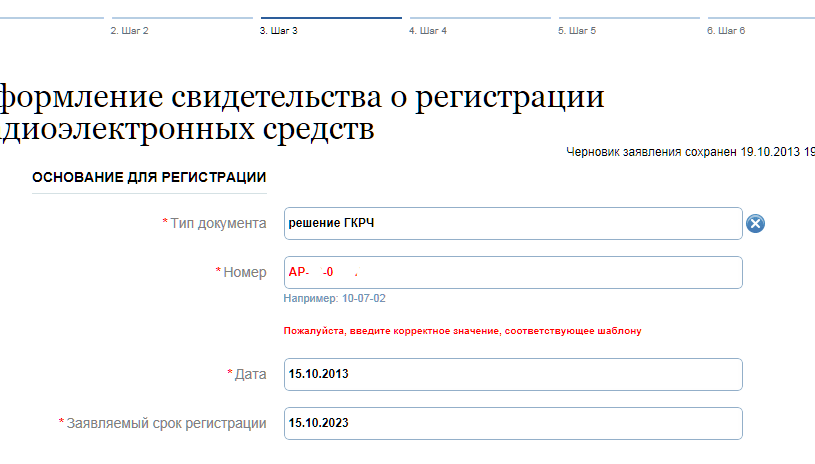 2. Шаг 2
3. Шаг 3
4. Шаг 4
5. Шаг 5
6. Шаг 6
формление свидетельства о регистрации
адиоэлектронных средств
Черновик заявления сохранен 19.10.2013 19
ОСНОВАНИЕ ДЛЯ РЕГИСТРАЦИИ
* Тип документа
решение ГКРЧ
* Номер
АР- -0 .
Например: 10-07-02
Пожалуйста, введите корректное значение, соответствующее шаблону
* Дата
15.10.2013
* Заявляемый срок регистрации
15.10.2023